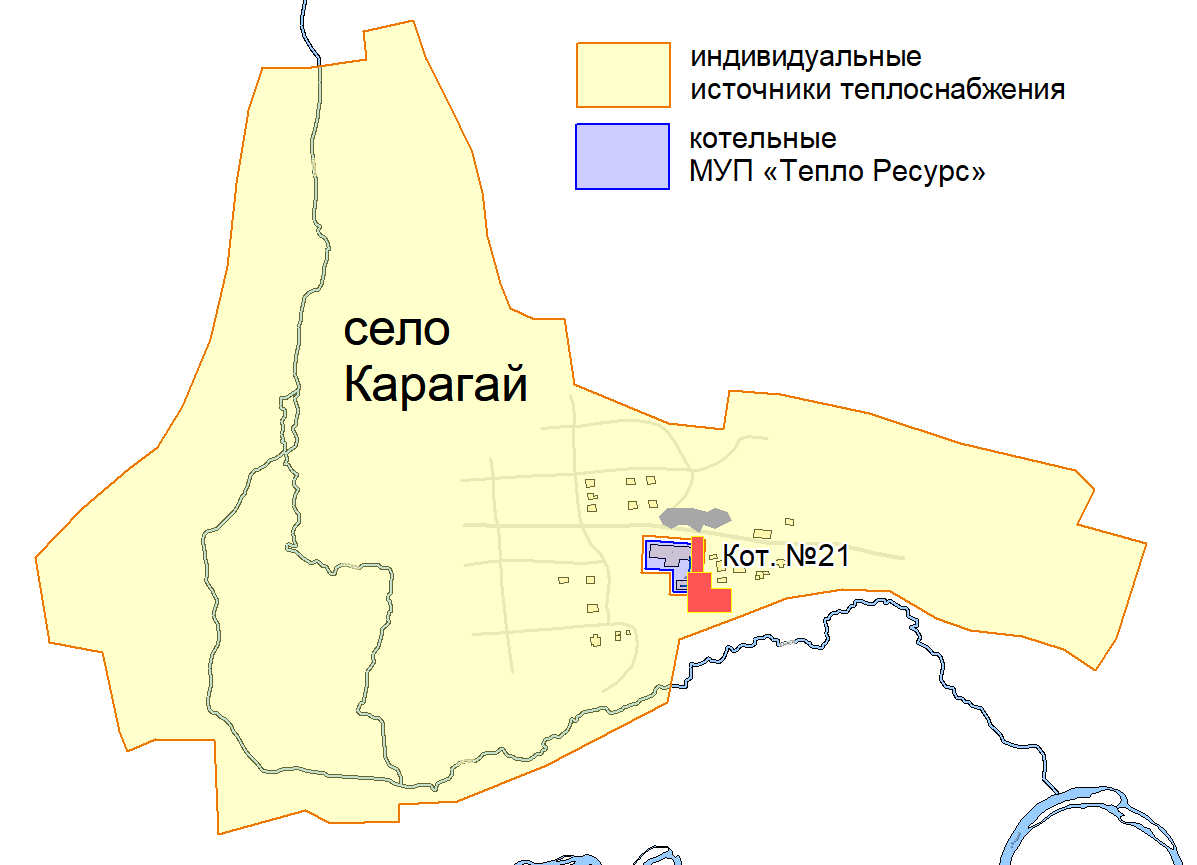 индивидуальные
источники теплоснабжения
котельные
МУП «Тепло Ресурс»
село
Карагай
Кот. №21